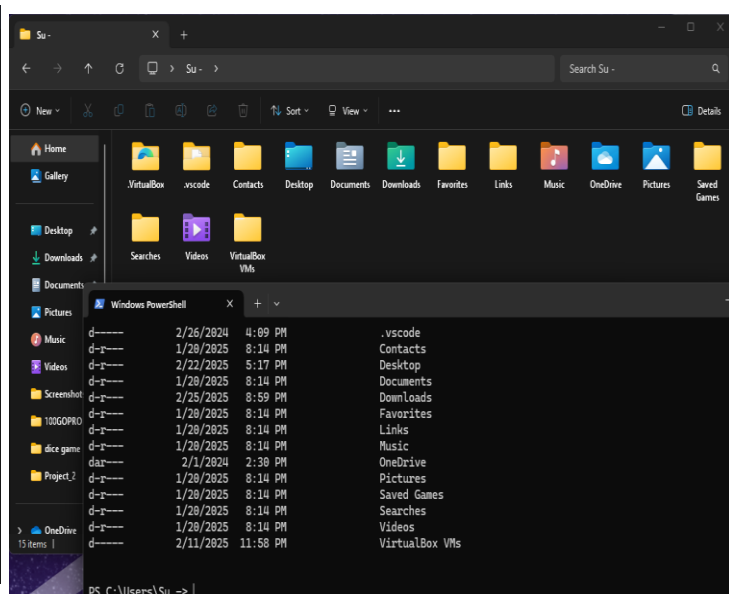 Su -
Su -
Search Su -
New
Sort
View
Details
Home
Gallery
Desktop
Downloads
Documents
Pictures
Music
Videos
Screenshot
100GOPRO
dice game
Project_2
OneDrive
15 items
.VirtualBox
.vscode
Contacts
Desktop
Documents
Downloads
Favorites
Links
Music
OneDrive
Pictures
Saved
Games
Searches
Videos
VirtualBox
VMs
Windows PowerShell
d----- 2/26/2024 4:09 PM .vscode
d-r--- 1/20/2025 8:14 PM Contacts
d-r--- 2/22/2025 5:17 PM Desktop
d-r--- 1/20/2025 8:14 PM Documents
d-r--- 2/25/2025 8:59 PM Downloads
d-r--- 1/20/2025 8:14 PM Favorites
d-r--- 1/20/2025 8:14 PM Links
d-r--- 1/20/2025 8:14 PM Music
dar--- 2/1/2024 2:30 PM OneDrive
d-r--- 1/20/2025 8:14 PM Pictures
d-r--- 1/20/2025 8:14 PM Saved Games
d-r--- 1/20/2025 8:14 PM Searches
d-r--- 1/20/2025 8:14 PM Videos
d----- 2/11/2025 11:58 PM VirtualBox VMs
PS C:\Users\Su ->